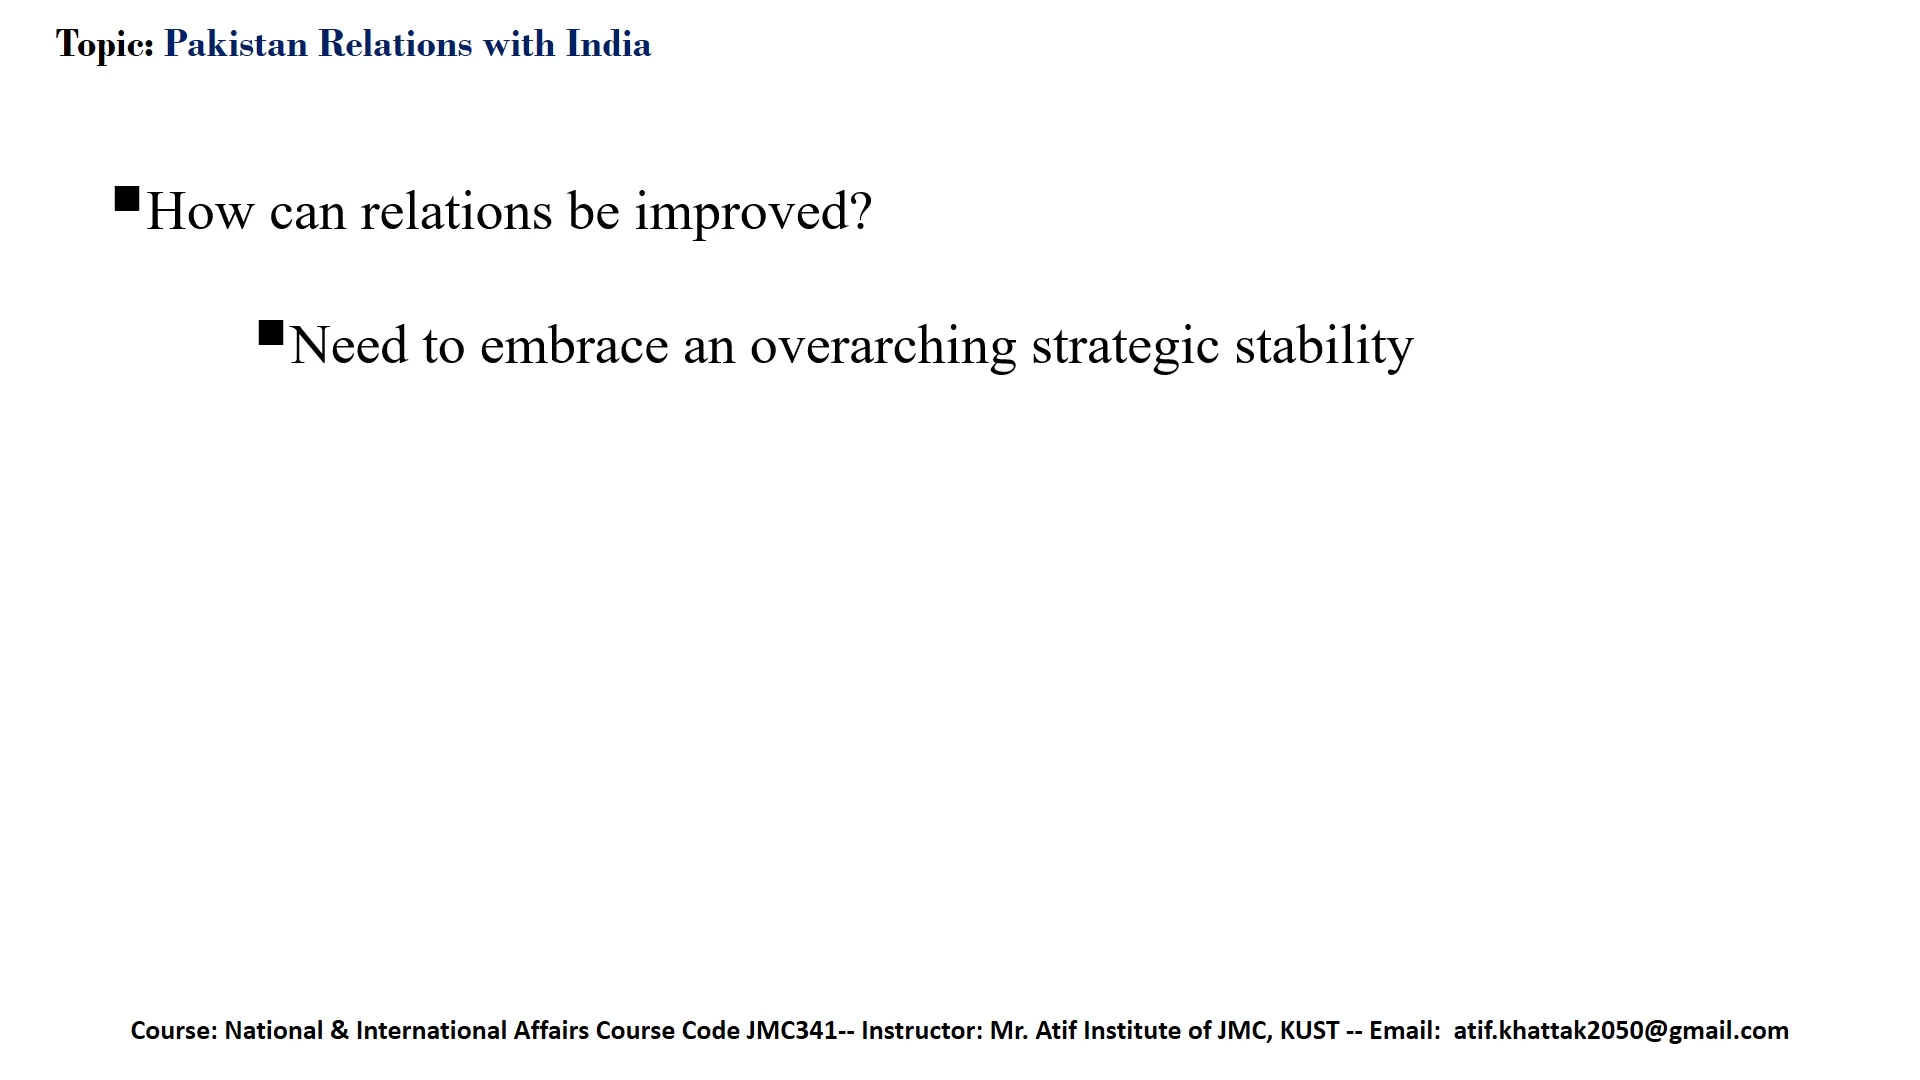 Topic: Pakistan Relations with India
▪How can relations be improved?
▪Need to embrace an overarching strategic stability
Course: National & International Affairs Course Code JMC341-- Instructor: Mr. Atif Institute of JMC, KUST -- Email: atif.khattak2050@gmail.com